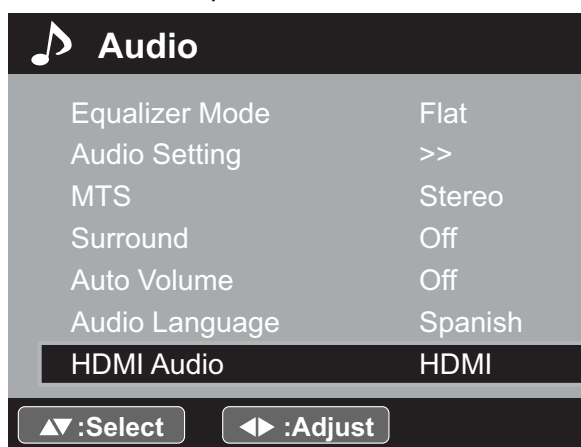 Audio
Equalizer Mode Flat
Audio Setting >>
MTS Stereo
Surround Off
Auto Volume Off
Audio Language Spanish
HDMI Audio HDMI
▲▼ :Select ◀▶ :Adjust